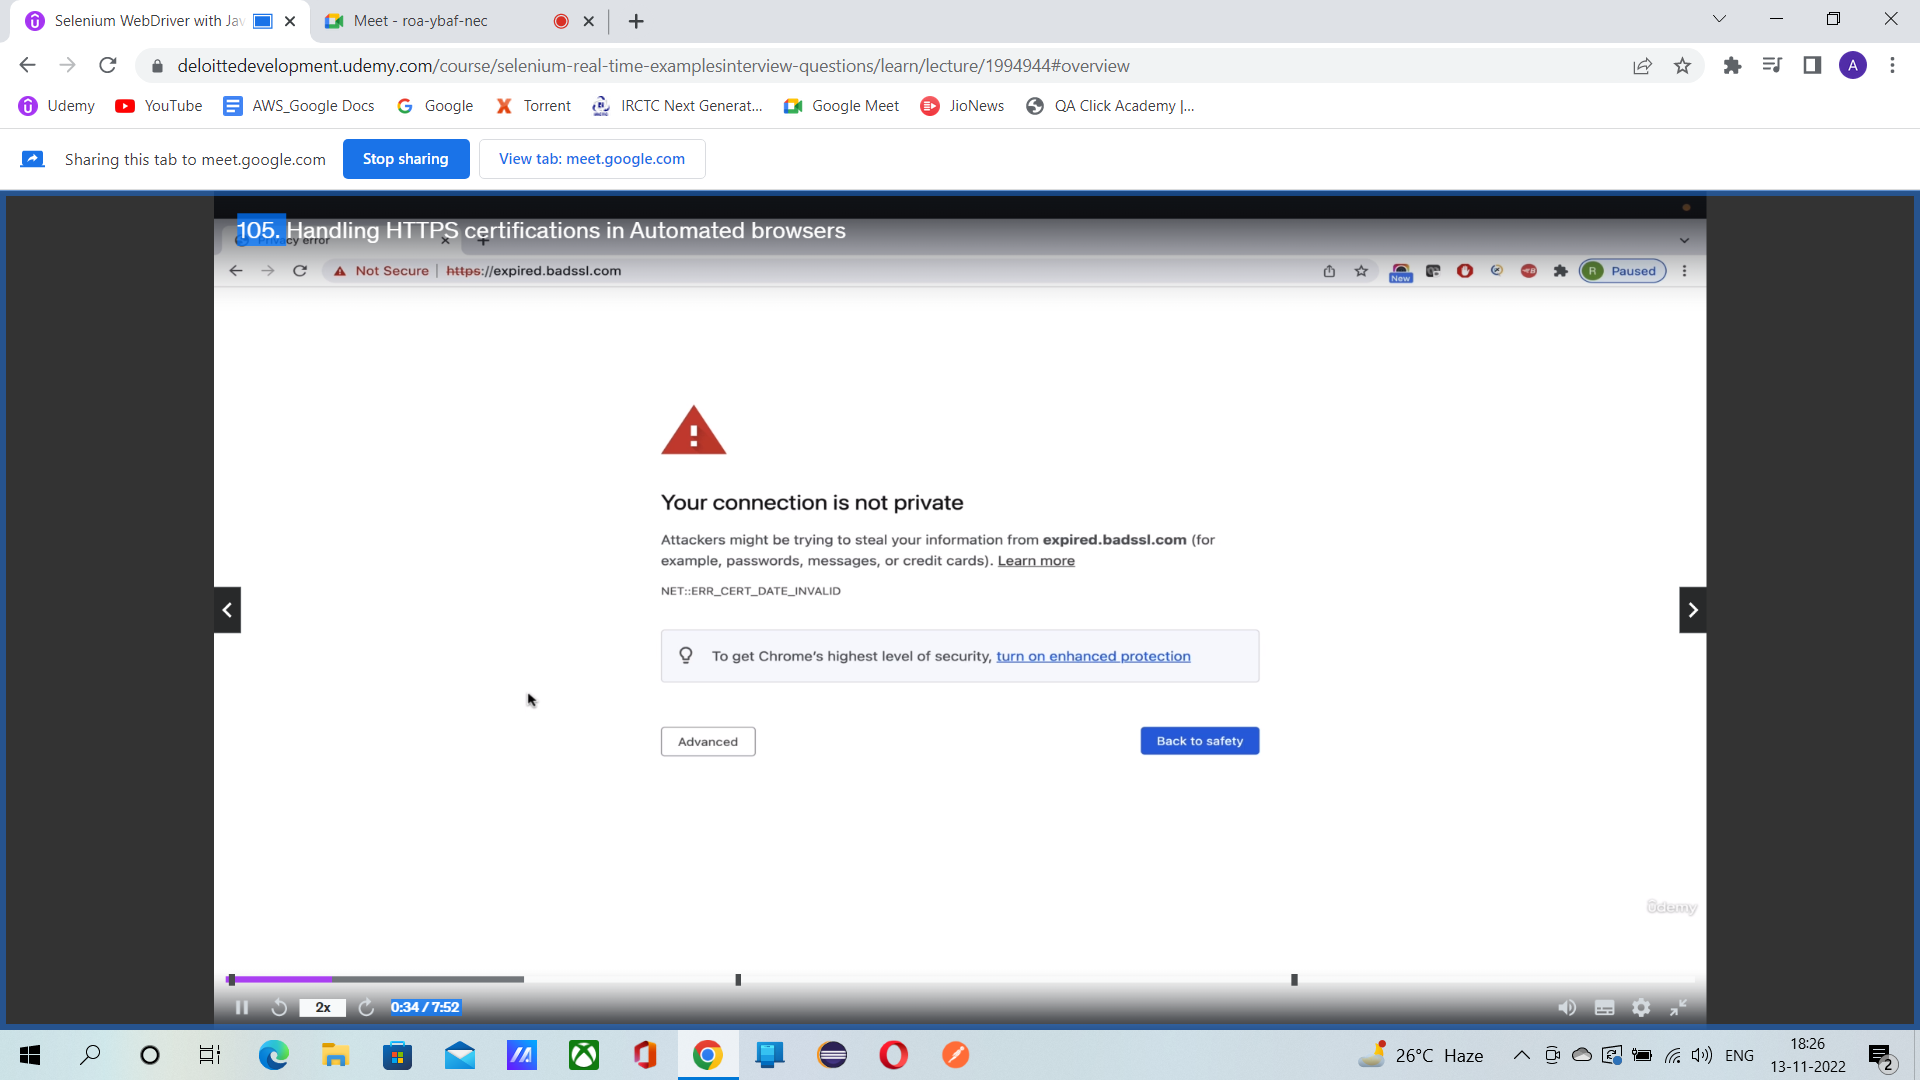 Selenium WebDriver with Jav
Meet - roa-ybaf-nec
deloittedevelopment.udemy.com/course/selenium-real-time-examplesinterview-questions/learn/lecture/1994944#overview
A
Udemy
YouTube
AWS_Google Docs
Google
Torrent
IRCTC Next Generat...
Google Meet
JioNews
QA Click Academy |...
Sharing this tab to meet.google.com
Stop sharing
View tab: meet.google.com
105. Handling HTTPS certifications in Automated browsers
Privacy error
Not Secure
https://expired.badssl.com
New
R
Paused
Your connection is not private
Attackers might be trying to steal your information from expired.badssl.com (for
example, passwords, messages, or credit cards). Learn more
NET::ERR_CERT_DATE_INVALID
To get Chrome's highest level of security, turn on enhanced protection
Advanced
Back to safety
ûdemy
2x
0:34 / 7:52
26°C Haze
ENG
18:26
13-11-2022
2